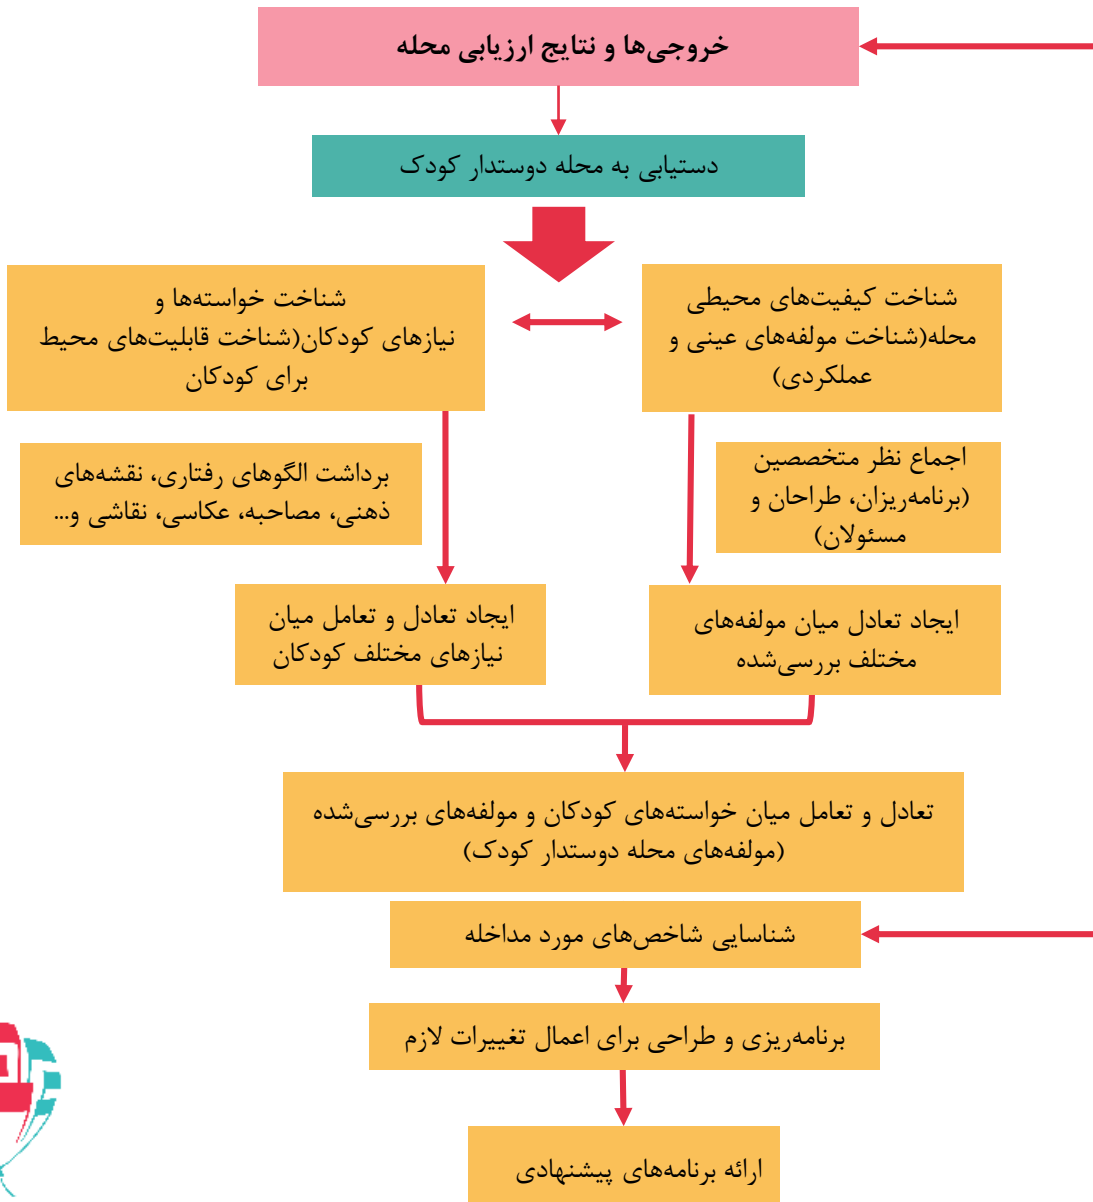 خروجی‌ها و نتایج ارزیابی محله
دستیابی به محله دوستدار کودک
شناخت کیفیت‌های محیطی
محله(شناخت مولفه‌های عینی و
عملکردی)
شناخت خواسته‌ها و
نیازهای کودکان(شناخت قابلیت‌های محیط
برای کودکان
اجماع نظر متخصصین
(برنامه‌ریزان، طراحان و
مسئولان)
برداشت الگوهای رفتاری، نقشه‌های
ذهنی، مصاحبه، عکاسی، نقاشی و...
ایجاد تعادل میان مولفه‌های
مختلف بررسی‌شده
ایجاد تعادل و تعامل میان
نیازهای مختلف کودکان
تعادل و تعامل میان خواسته‌های کودکان و مولفه‌های بررسی‌شده
(مولفه‌های محله دوستدار کودک)
شناسایی شاخص‌های مورد مداخله
برنامه‌ریزی و طراحی برای اعمال تغییرات لازم
ارائه برنامه‌های پیشنهادی